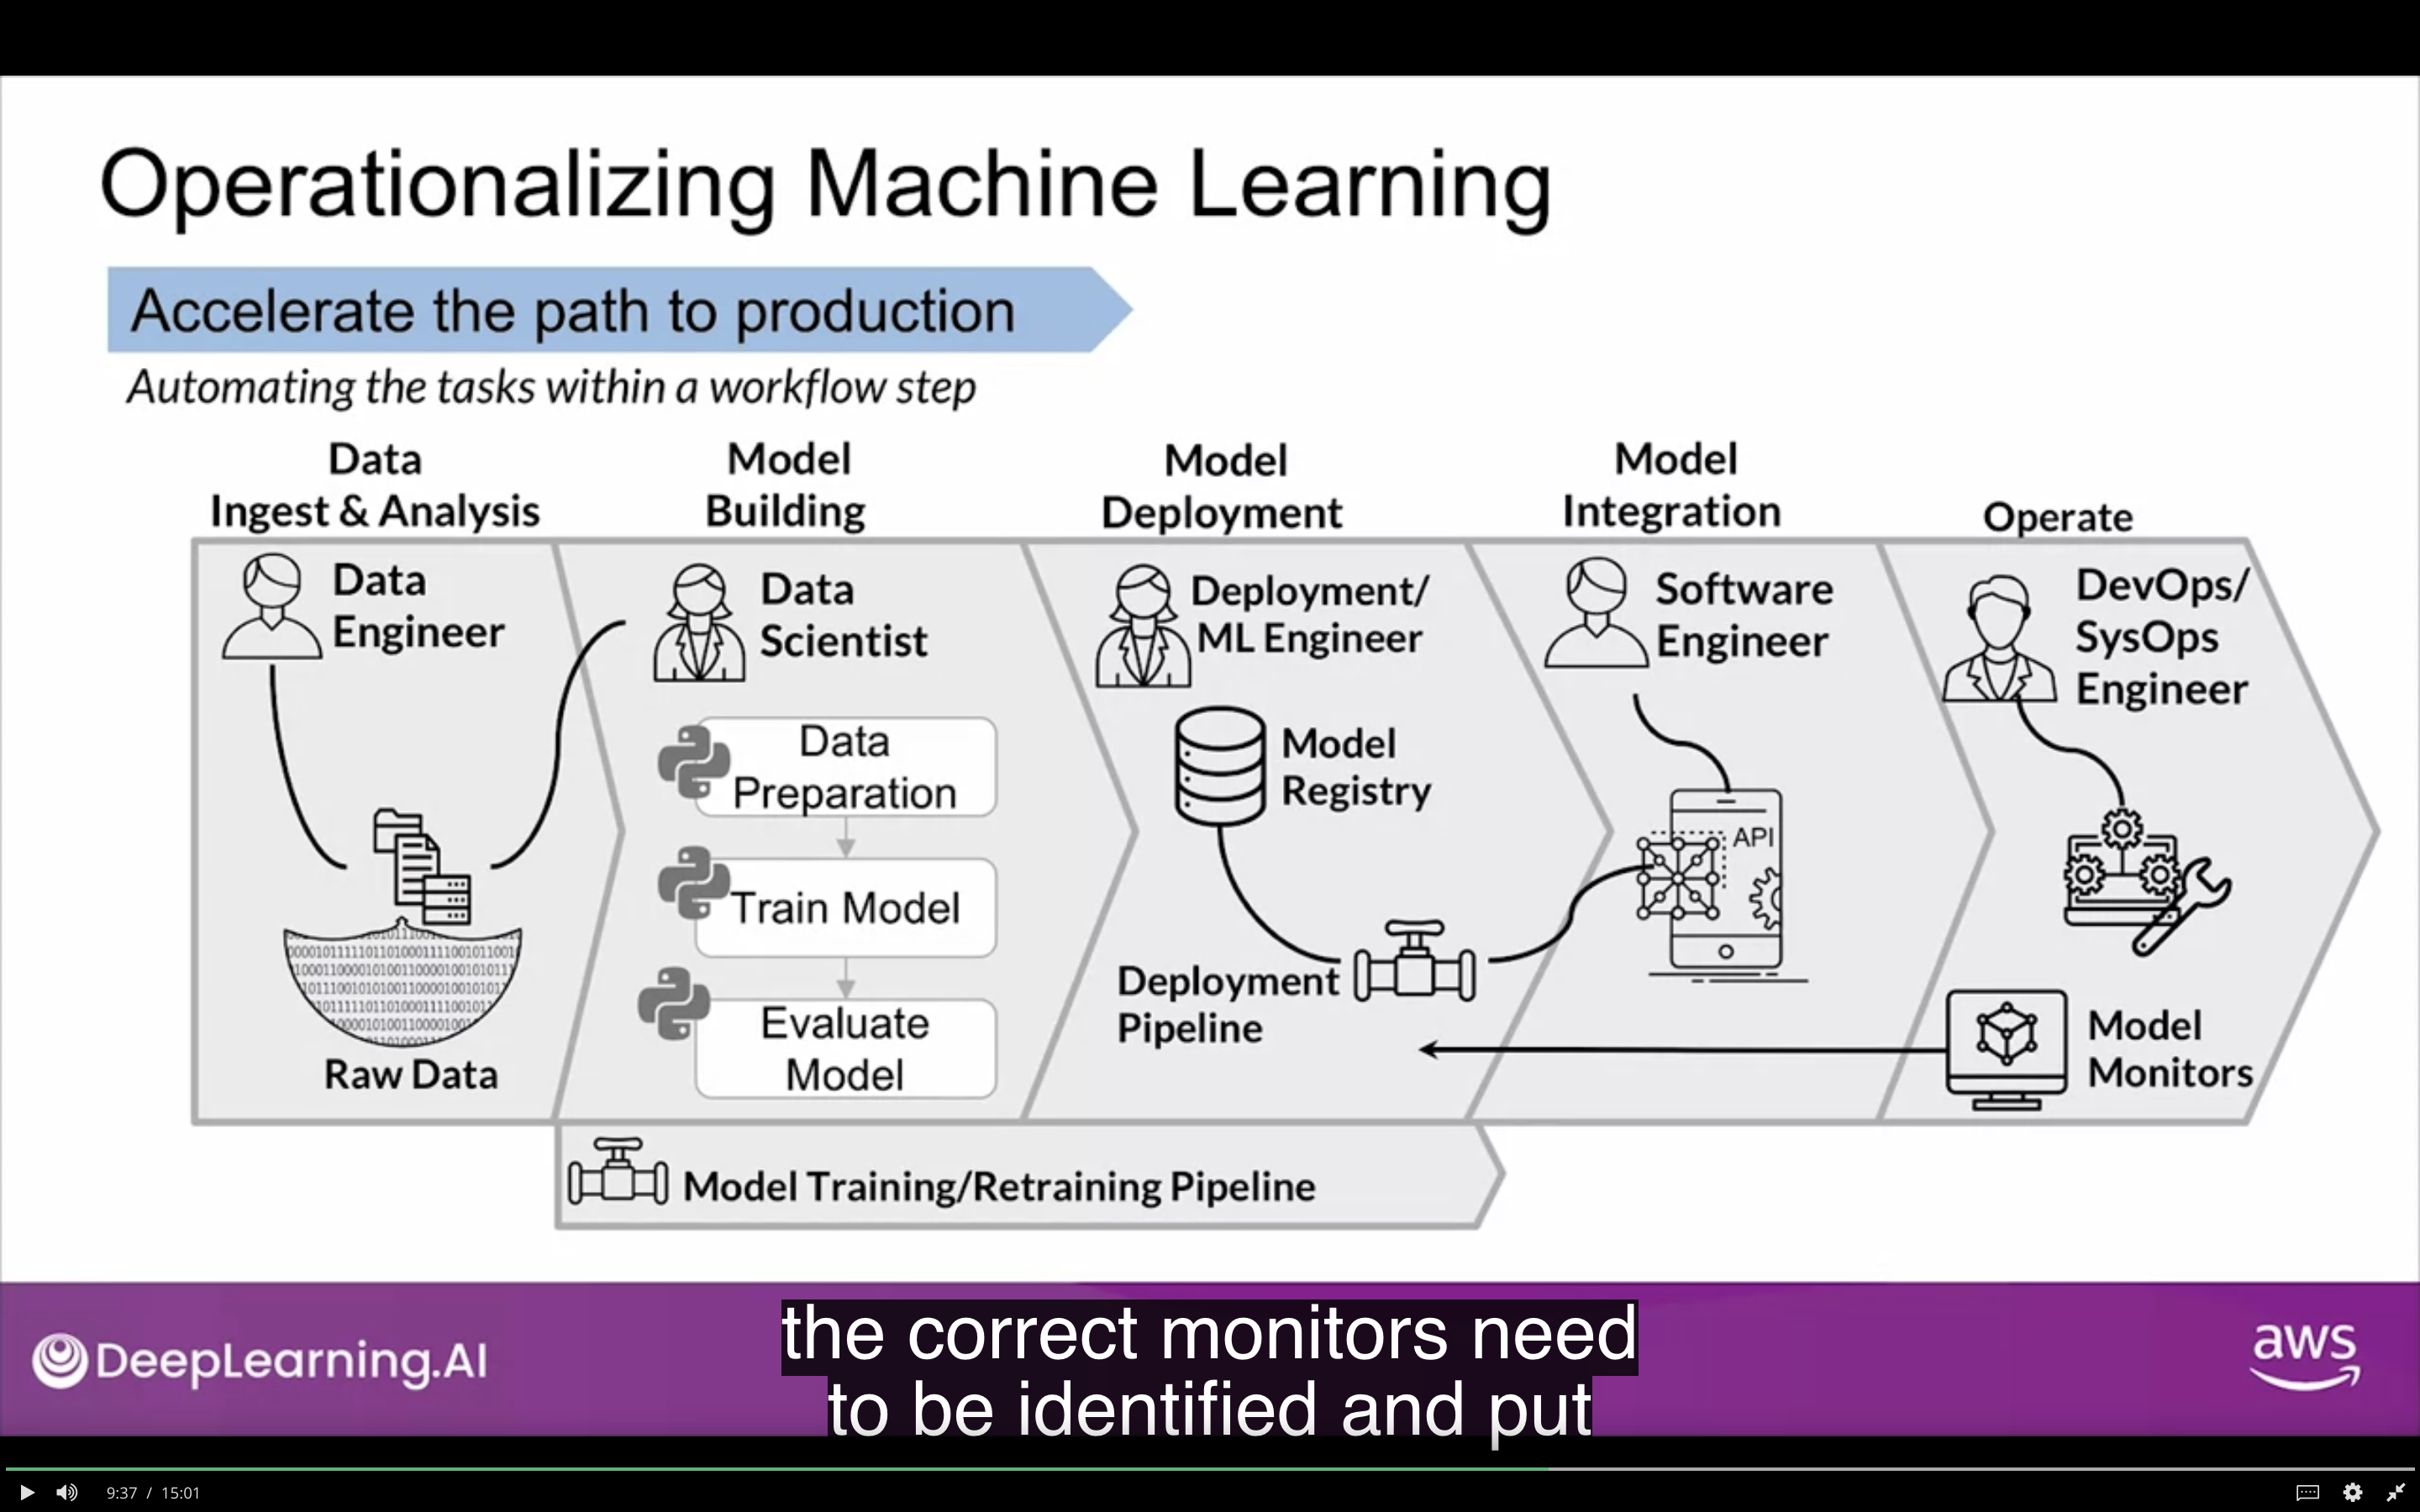 Operationalizing Machine Learning
Accelerate the path to production
Automating the tasks within a workflow step
Data
Ingest & Analysis
Model
Building
Model
Deployment
Model
Integration
Operate
Data
Engineer
Raw Data
Data
Scientist
Data
Preparation
Train Model
Evaluate
Model
Deployment/
ML Engineer
Model
Registry
Deployment
Pipeline
Software
Engineer
API
DevOps/
SysOps
Engineer
Model
Monitors
Model Training/Retraining Pipeline
DeepLearning.AI
the correct monitors need
to be identified and put
aws
9:37 / 15:01